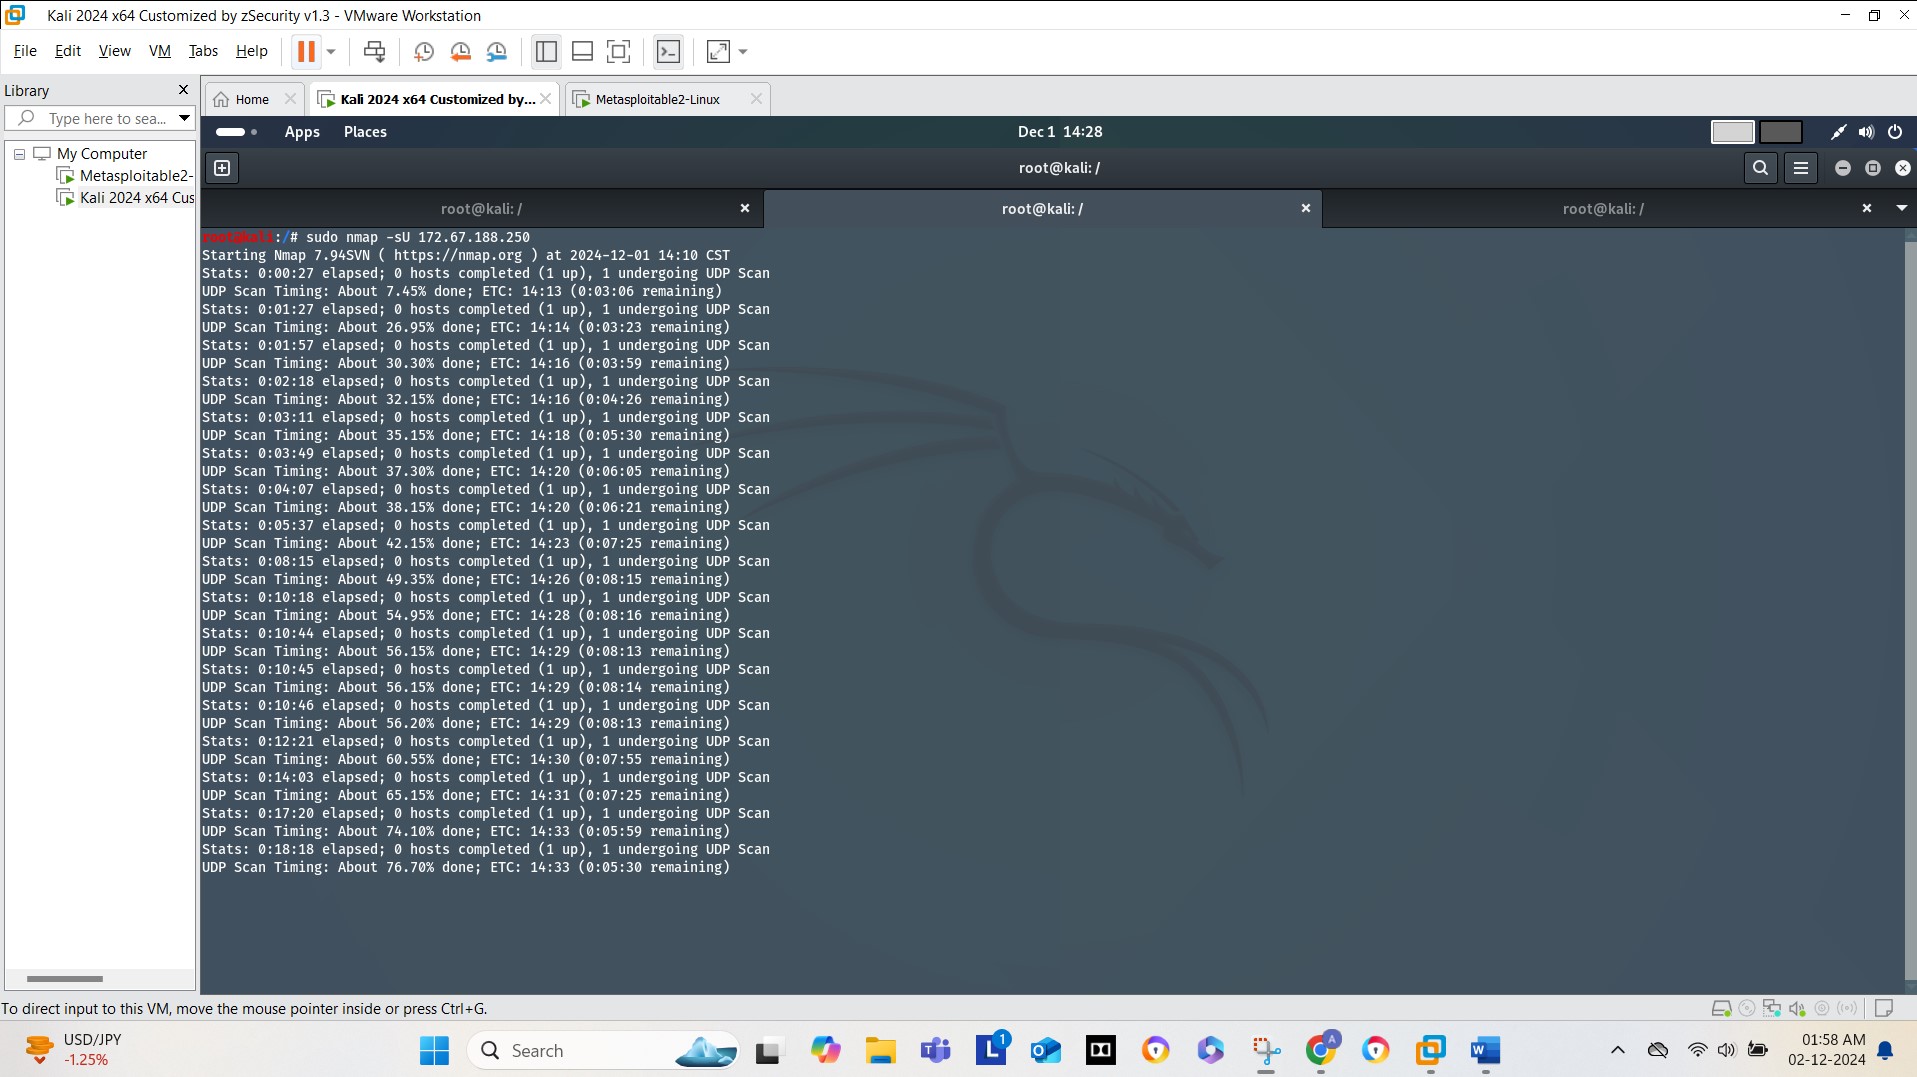 Kali 2024 x64 Customized by zSecurity v1.3 - VMware Workstation
File Edit View VM Tabs Help
Library
Type here to sea...
My Computer
Metasploitable2-
Kali 2024 x64 Cus
Home
Kali 2024 x64 Customized by...
Metasploitable2-Linux
Apps Places
Dec 1 14:28
root@kali: /
root@kali: /
root@kali: /
root@kali: /
root@kali:/# sudo nmap -sU 172.67.188.250
Starting Nmap 7.94SVN ( https://nmap.org ) at 2024-12-01 14:10 CST
Stats: 0:00:27 elapsed; 0 hosts completed (1 up), 1 undergoing UDP Scan
UDP Scan Timing: About 7.45% done; ETC: 14:13 (0:03:06 remaining)
Stats: 0:01:27 elapsed; 0 hosts completed (1 up), 1 undergoing UDP Scan
UDP Scan Timing: About 26.95% done; ETC: 14:14 (0:03:23 remaining)
Stats: 0:01:57 elapsed; 0 hosts completed (1 up), 1 undergoing UDP Scan
UDP Scan Timing: About 30.30% done; ETC: 14:16 (0:03:59 remaining)
Stats: 0:02:18 elapsed; 0 hosts completed (1 up), 1 undergoing UDP Scan
UDP Scan Timing: About 32.15% done; ETC: 14:16 (0:04:26 remaining)
Stats: 0:03:11 elapsed; 0 hosts completed (1 up), 1 undergoing UDP Scan
UDP Scan Timing: About 35.15% done; ETC: 14:18 (0:05:30 remaining)
Stats: 0:03:49 elapsed; 0 hosts completed (1 up), 1 undergoing UDP Scan
UDP Scan Timing: About 37.30% done; ETC: 14:20 (0:06:05 remaining)
Stats: 0:04:07 elapsed; 0 hosts completed (1 up), 1 undergoing UDP Scan
UDP Scan Timing: About 38.15% done; ETC: 14:20 (0:06:21 remaining)
Stats: 0:05:37 elapsed; 0 hosts completed (1 up), 1 undergoing UDP Scan
UDP Scan Timing: About 42.15% done; ETC: 14:23 (0:07:25 remaining)
Stats: 0:08:15 elapsed; 0 hosts completed (1 up), 1 undergoing UDP Scan
UDP Scan Timing: About 49.35% done; ETC: 14:26 (0:08:15 remaining)
Stats: 0:10:18 elapsed; 0 hosts completed (1 up), 1 undergoing UDP Scan
UDP Scan Timing: About 54.95% done; ETC: 14:28 (0:08:16 remaining)
Stats: 0:10:44 elapsed; 0 hosts completed (1 up), 1 undergoing UDP Scan
UDP Scan Timing: About 56.15% done; ETC: 14:29 (0:08:13 remaining)
Stats: 0:10:45 elapsed; 0 hosts completed (1 up), 1 undergoing UDP Scan
UDP Scan Timing: About 56.15% done; ETC: 14:29 (0:08:14 remaining)
Stats: 0:10:46 elapsed; 0 hosts completed (1 up), 1 undergoing UDP Scan
UDP Scan Timing: About 56.20% done; ETC: 14:29 (0:08:13 remaining)
Stats: 0:12:21 elapsed; 0 hosts completed (1 up), 1 undergoing UDP Scan
UDP Scan Timing: About 60.55% done; ETC: 14:30 (0:07:55 remaining)
Stats: 0:14:03 elapsed; 0 hosts completed (1 up), 1 undergoing UDP Scan
UDP Scan Timing: About 65.15% done; ETC: 14:31 (0:07:25 remaining)
Stats: 0:17:20 elapsed; 0 hosts completed (1 up), 1 undergoing UDP Scan
UDP Scan Timing: About 74.10% done; ETC: 14:33 (0:05:59 remaining)
Stats: 0:18:18 elapsed; 0 hosts completed (1 up), 1 undergoing UDP Scan
UDP Scan Timing: About 76.70% done; ETC: 14:33 (0:05:30 remaining)
To direct input to this VM, move the mouse pointer inside or press Ctrl+G.
USD/JPY
-1.25%
Search
1
A
01:58 AM
02-12-2024